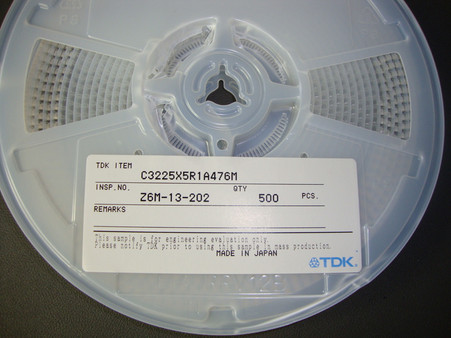 TDK ITEM C3225X5R1A476M
INSP.NO. Z6M-13-202 QTY 500 PCS.
REMARKS
This sample is for engineering evaluation only.
Please notify TDK prior to using this sample in mass production.
MADE IN JAPAN
TDK